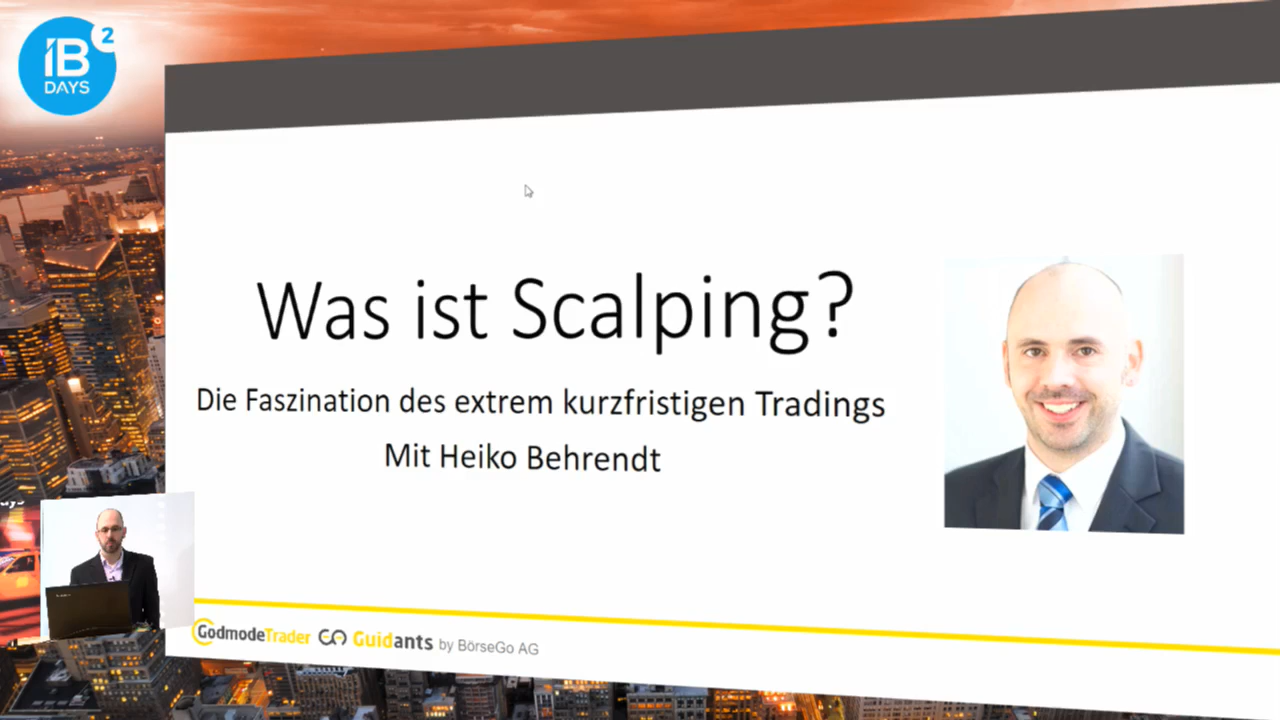 IB 2
DAYS
Was ist Scalping?
Die Faszination des extrem kurzfristigen Tradings
Mit Heiko Behrendt
GodmodeTrader Guidants by BörseGo AG